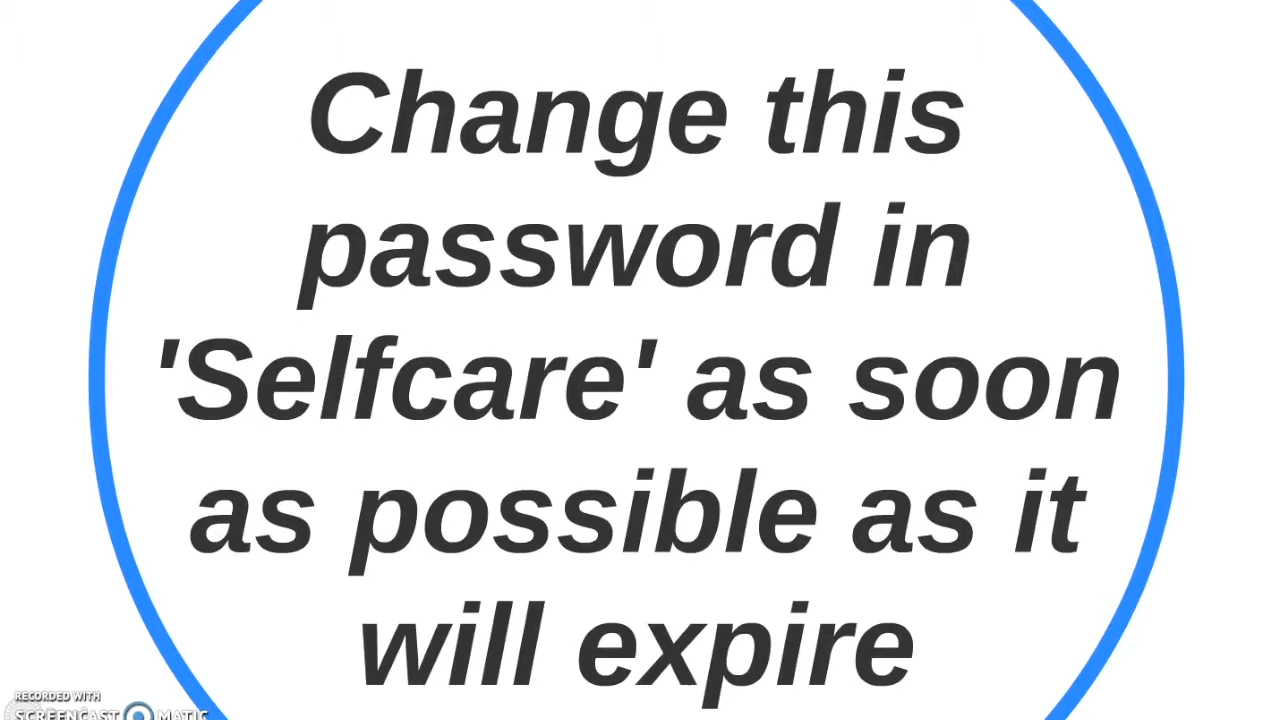 Change this
password in
'Selfcare' as soon
as possible as it
will expire
RECORDED WITH
SCREENCAST MATIC